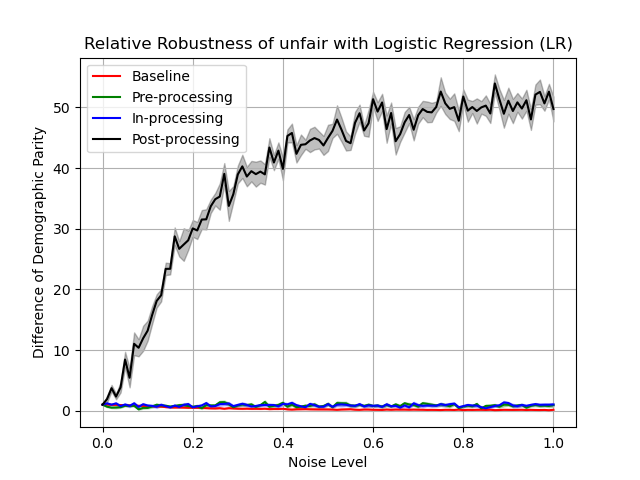 Relative Robustness of unfair with Logistic Regression (LR)
Baseline
Pre-processing
In-processing
Post-processing
Difference of Demographic Parity
50
40
30
20
10
0
0.0 0.2 0.4 0.6 0.8 1.0
Noise Level